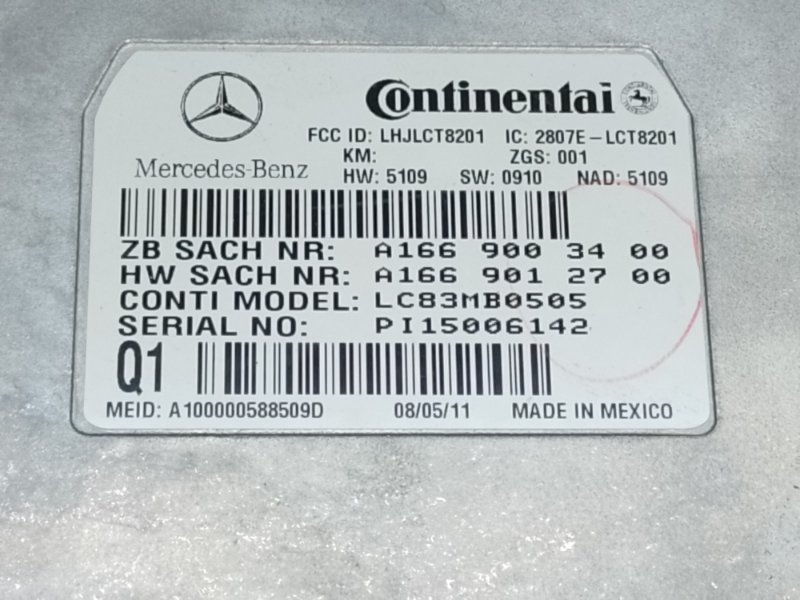 Continental
FCC ID: LHJLCT8201 IC: 2807E-LCT8201
Mercedes-Benz
KM: ZGS: 001
HW: 5109 SW: 0910 NAD: 5109
ZB SACH NR: A166 900 34 00
HW SACH NR: A166 901 27 00
CONTI MODEL: LC83MB0505
SERIAL NO: PI15006142
Q1
MEID: A100000588509D 08/05/11 MADE IN MEXICO